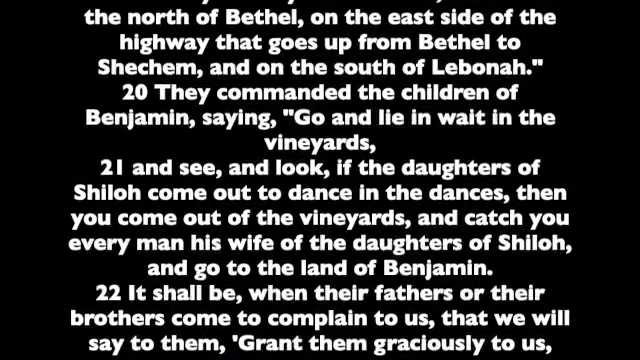 the north of Bethel, on the east side of the
highway that goes up from Bethel to
Shechem, and on the south of Lebonah."
20 They commanded the children of
Benjamin, saying, "Go and lie in wait in the
vineyards,
21 and see, and look, if the daughters of
Shiloh come out to dance in the dances, then
you come out of the vineyards, and catch you
every man his wife of the daughters of Shiloh,
and go to the land of Benjamin.
22 It shall be, when their fathers or their
brothers come to complain to us, that we will
say to them, 'Grant them graciously to us,